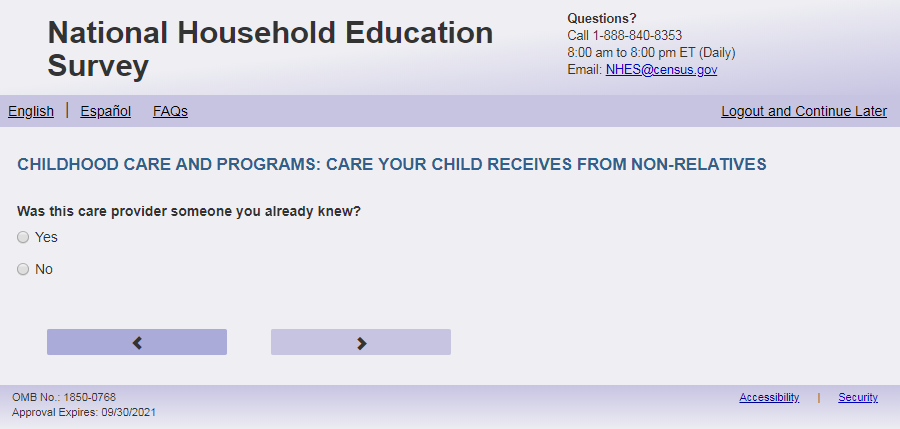 National Household Education
Survey
Questions?
Call 1-888-840-8353
8:00 am to 8:00 pm ET (Daily)
Email: NHES@census.gov
English | Español FAQs
Logout and Continue Later
CHILDHOOD CARE AND PROGRAMS: CARE YOUR CHILD RECEIVES FROM NON-RELATIVES
Was this care provider someone you already knew?
Yes
No
OMB No.: 1850-0768
Approval Expires: 09/30/2021
Accessibility | Security